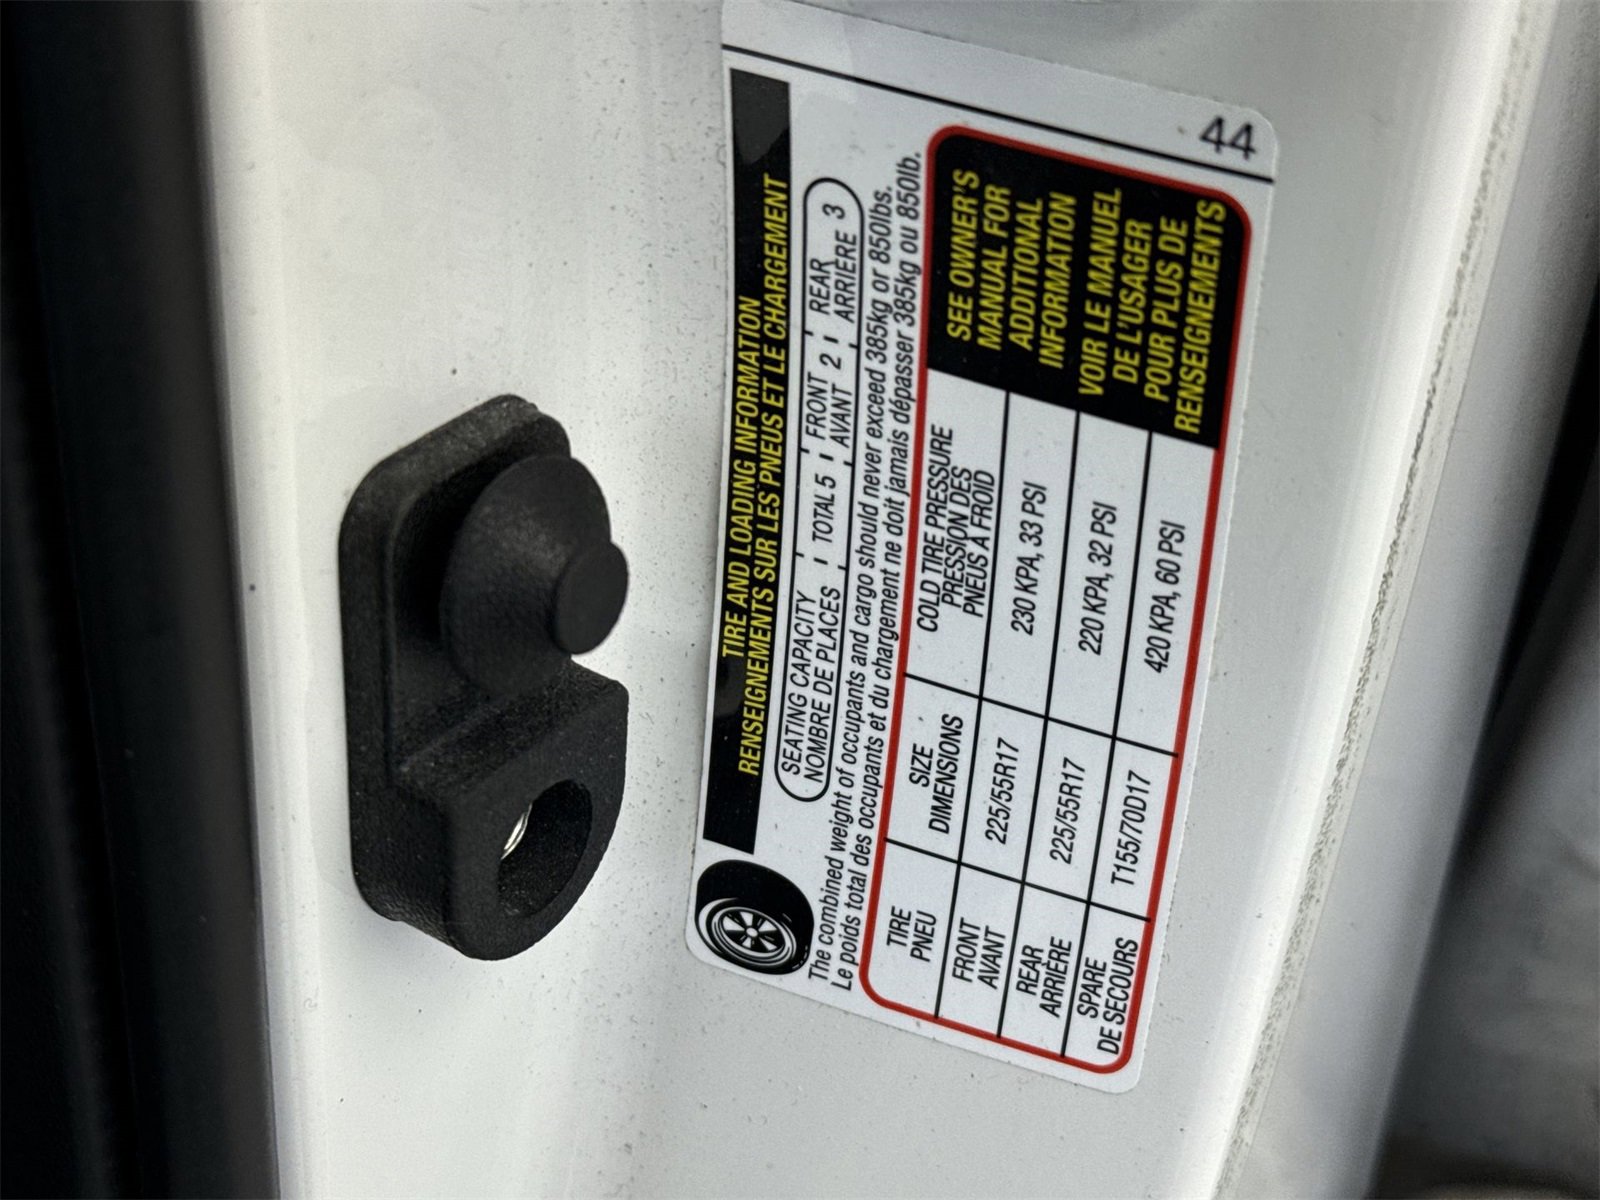 44
TIRE AND LOADING INFORMATION
RENSEIGNEMENTS SUR LES PNEUS ET LE CHARGEMENT
SEATING CAPACITY TOTAL 5 FRONT 2 REAR 3
NOMBRE DE PLACES AVANT ARRIÈRE
The combined weight of occupants and cargo should never exceed 385kg or 850lbs.
Le poids total des occupants et du chargement ne doit jamais dépasser 385kg ou 850lb.
TIRE
PNEU
SIZE
DIMENSIONS
COLD TIRE PRESSURE
PRESSION DES
PNEUS À FROID
FRONT
AVANT
225/55R17
230 KPA, 33 PSI
REAR
ARRIÈRE
225/55R17
220 KPA, 32 PSI
SPARE
DE SECOURS
T155/70D17
420 KPA, 60 PSI
SEE OWNER'S
MANUAL FOR
ADDITIONAL
INFORMATION
VOIR LE MANUEL
DE L'USAGER
POUR PLUS DE
RENSEIGNEMENTS